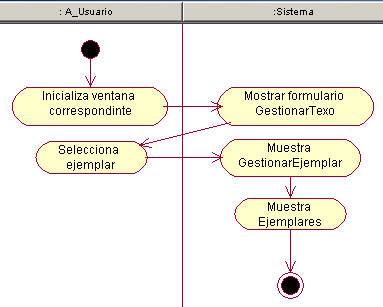 : A_Usuario
:Sistema
Inicializa ventana
correspondinte
Mostrar formulario
GestionarTexo
Selecciona
ejemplar
Muestra
GestionarEjemplar
Muestra
Ejemplares